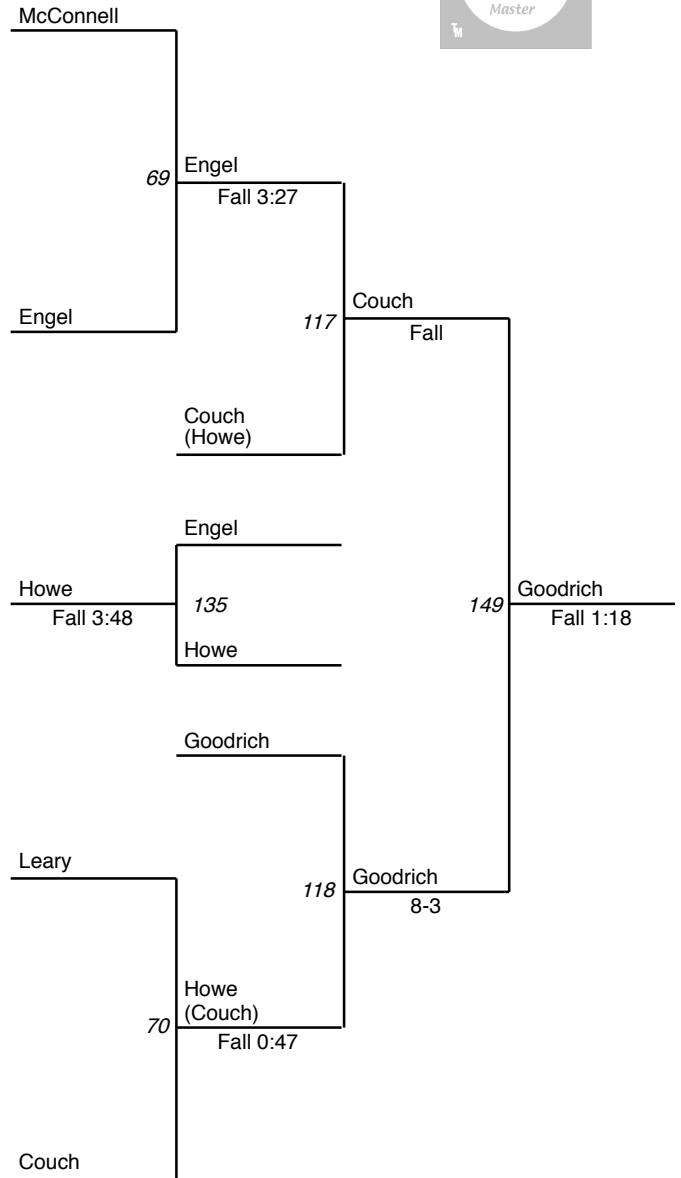 McConnell
Master
TM
69
Engel
Fall 3:27
Engel
117
Couch
Fall
Couch
(Howe)
Engel
Howe
Fall 3:48
135
149
Goodrich
Fall 1:18
Howe
Goodrich
Leary
118
Goodrich
8-3
Howe
(Couch)
70
Fall 0:47
Couch